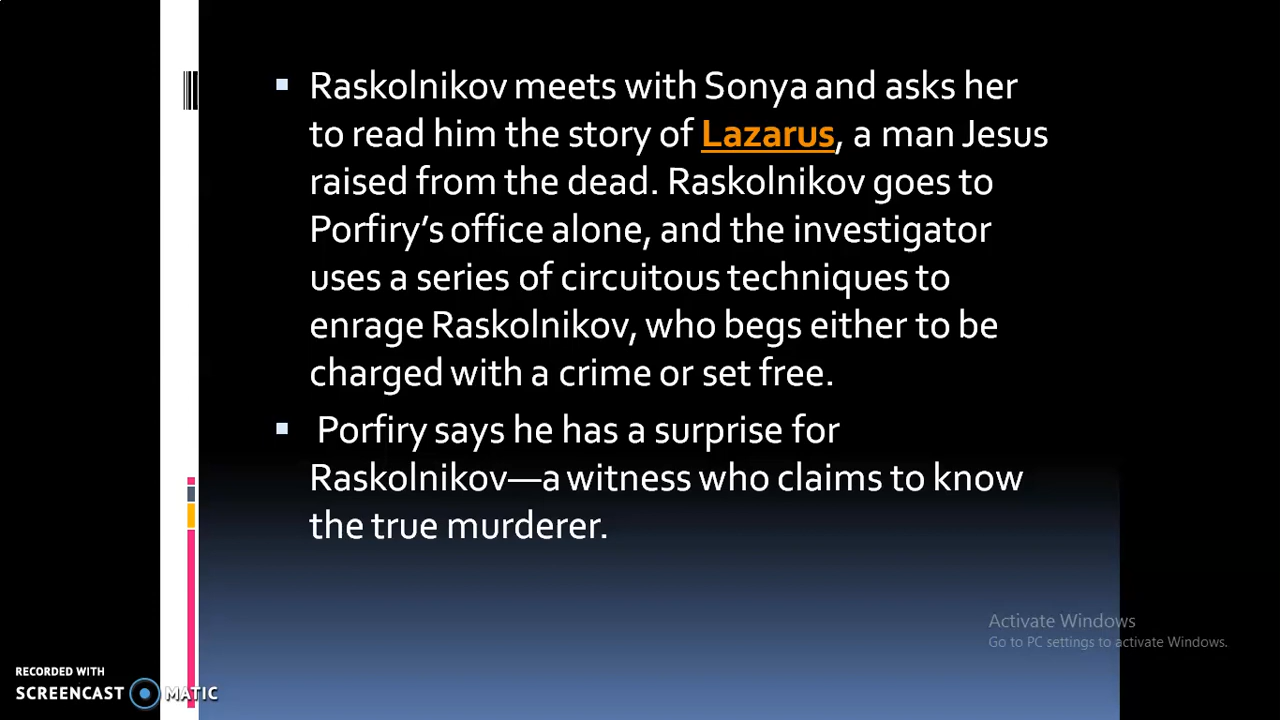 ▪ Raskolnikov meets with Sonya and asks her
to read him the story of Lazarus, a man Jesus
raised from the dead. Raskolnikov goes to
Porfiry’s office alone, and the investigator
uses a series of circuitous techniques to
enrage Raskolnikov, who begs either to be
charged with a crime or set free.
▪ Porfiry says he has a surprise for
Raskolnikov—a witness who claims to know
the true murderer.
Activate Windows
Go to PC settings to activate Windows.
RECORDED WITH
SCREENCAST MATIC